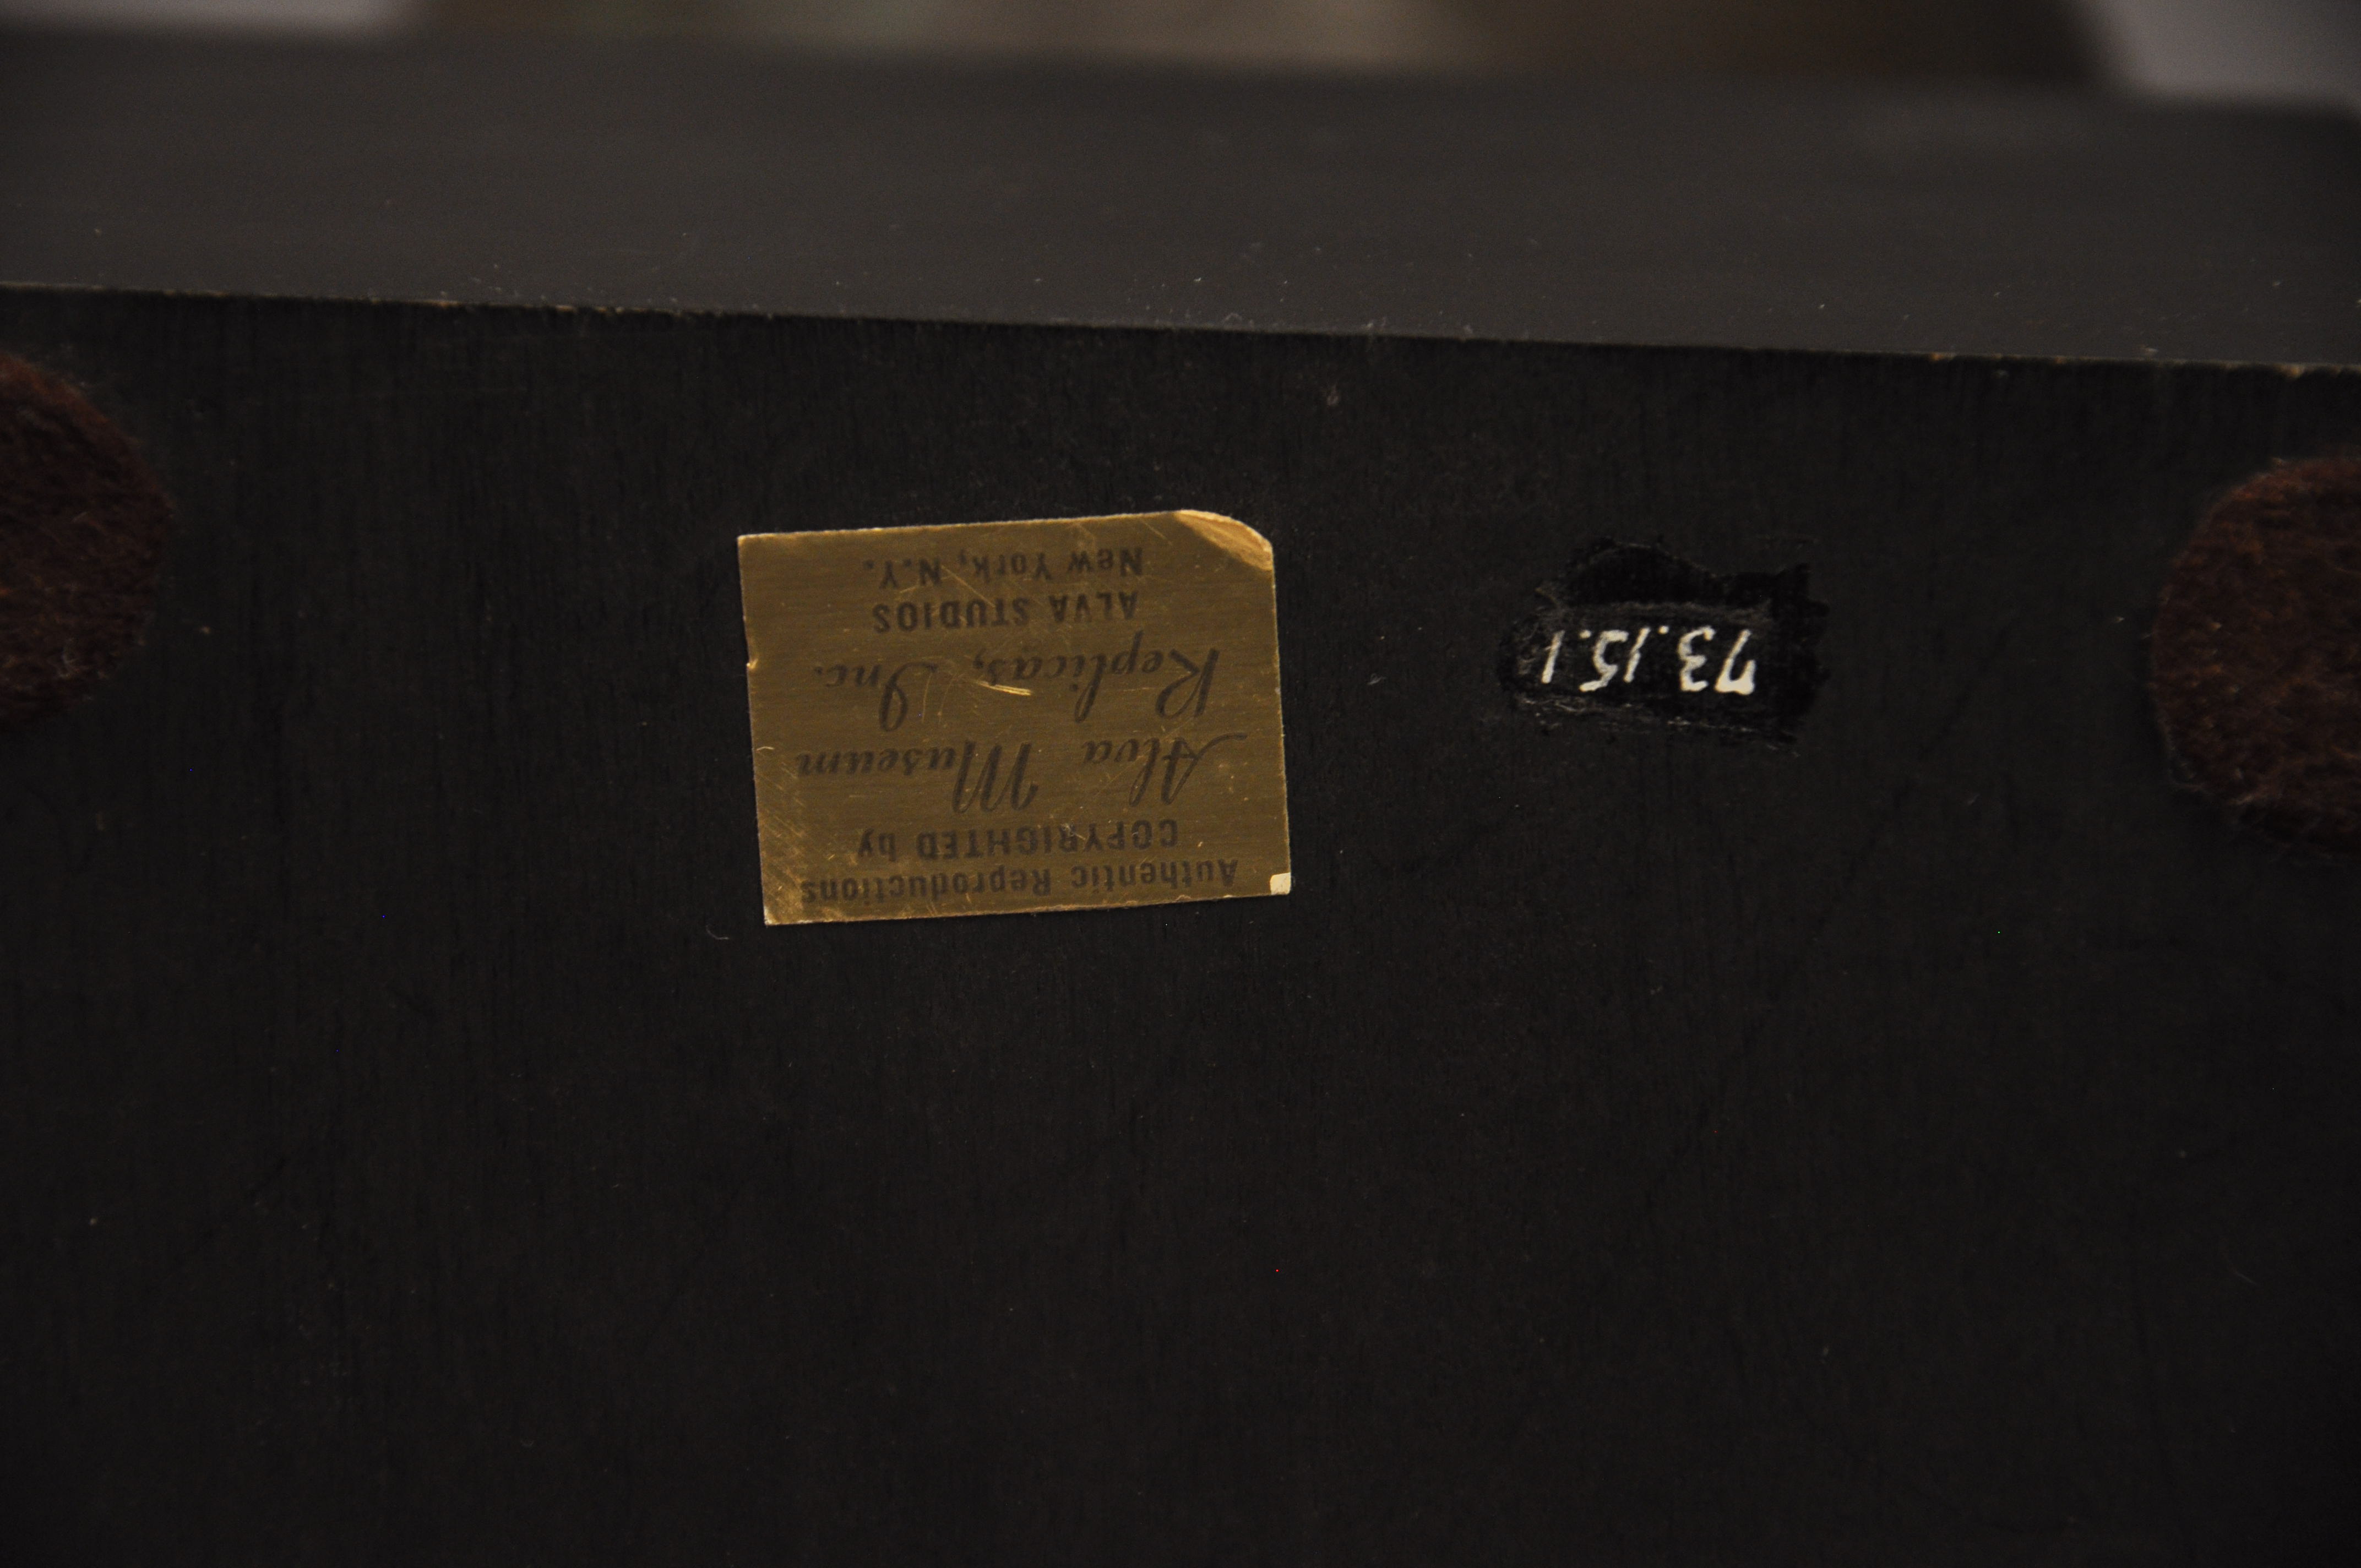 Authentic Reproductions
COPYRIGHTED by
Alva Museum
Replicas, Inc.
ALVA STUDIOS
New York, N.Y.
73.15.1